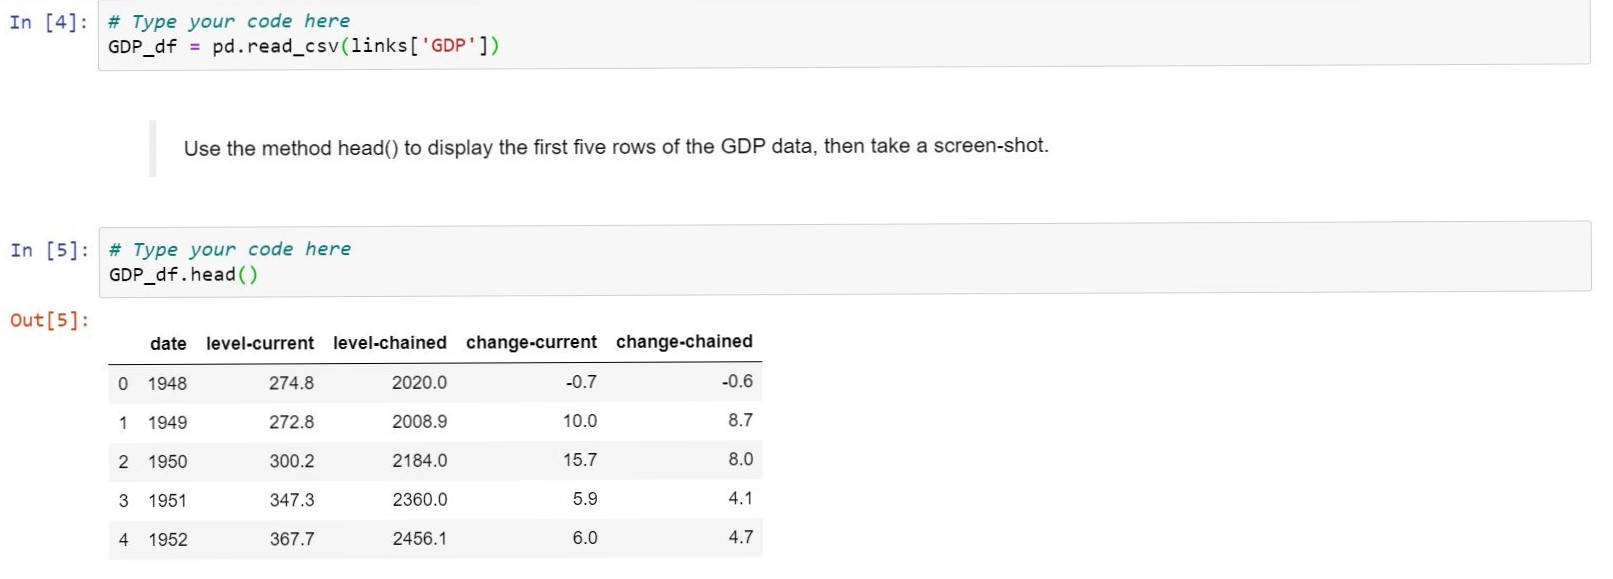 In [4]: # Type your code here
GDP_df = pd.read_csv(links['GDP'])
Use the method head() to display the first five rows of the GDP data, then take a screen-shot.
In [5]: # Type your code here
GDP_df.head()
Out[5]:
date level-current level-chained change-current change-chained
0 1948 274.8 2020.0 -0.7 -0.6
1 1949 272.8 2008.9 10.0 8.7
2 1950 300.2 2184.0 15.7 8.0
3 1951 347.3 2360.0 5.9 4.1
4 1952 367.7 2456.1 6.0 4.7